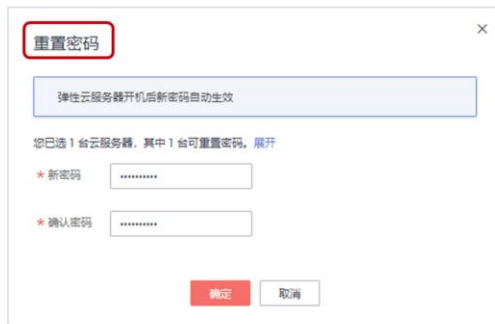 重置密码
弹性云服务器开机后新密码自动生效
您已选 1 台云服务器，其中 1 台可重置密码。展开
* 新密码 ••••••••••
* 确认密码 ••••••••••
确定 取消